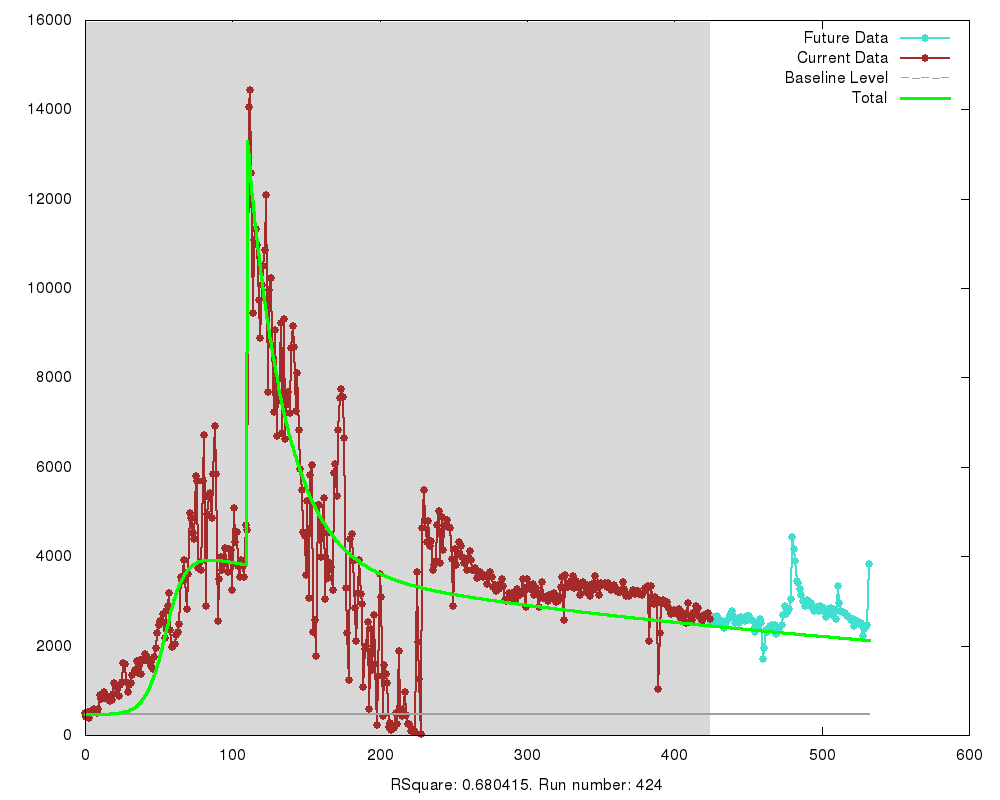 16000
14000
12000
10000
8000
6000
4000
2000
0
Future Data
Current Data
Baseline Level
Total
0 100 200 300 400 500 600
RSquare: 0.680415. Run number: 424